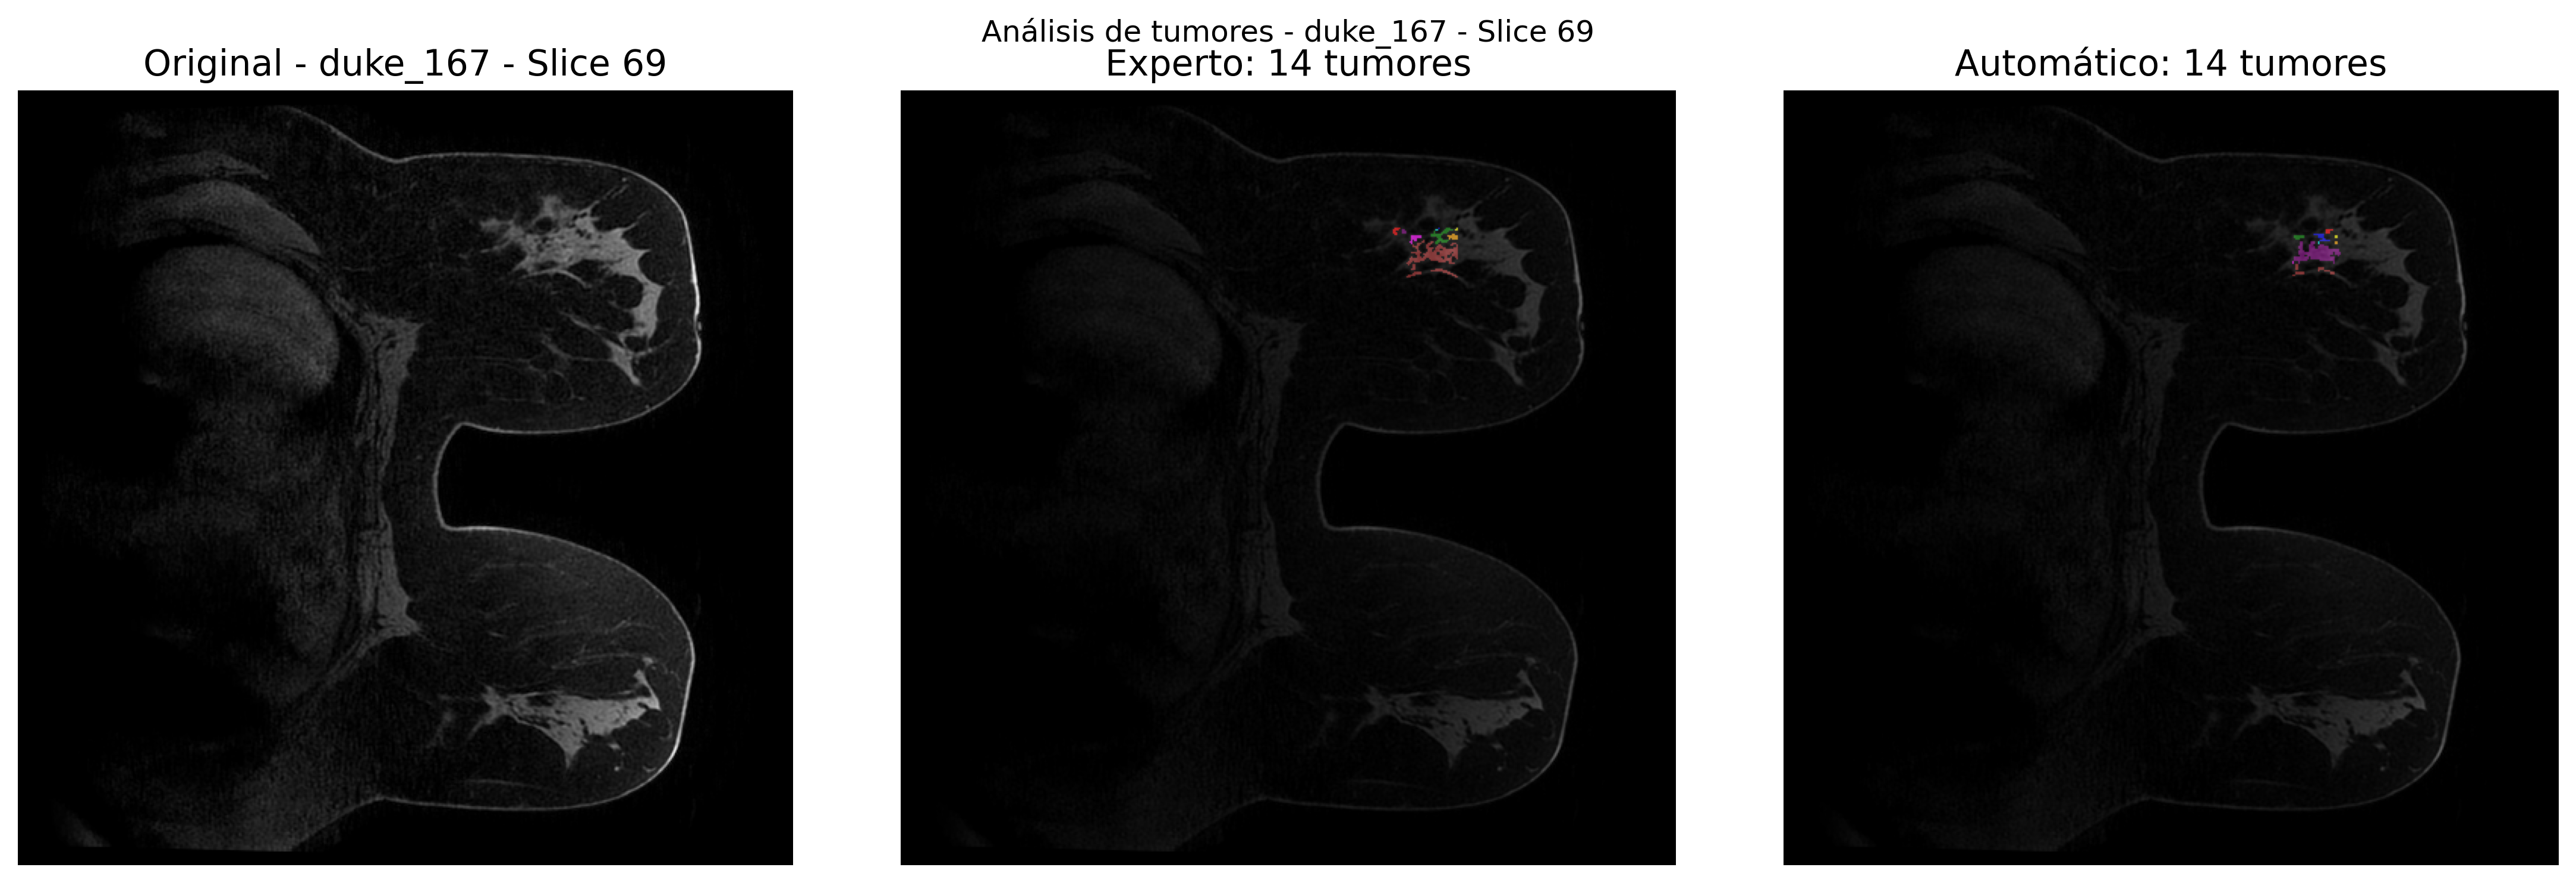 Análisis de tumores - duke_167 - Slice 69
Original - duke_167 - Slice 69
Experto: 14 tumores
Automático: 14 tumores